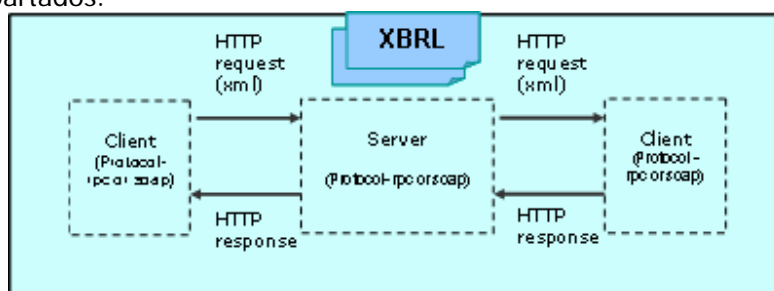 partados.
XBRL
HTTP
request
(xml)
HTTP
request
(xml)
Client
(Protocol-
rpc or soap)
Server
(Protocol-rpc or soap)
Client
(Protocol-
rpc or soap)
HTTP
response
HTTP
response